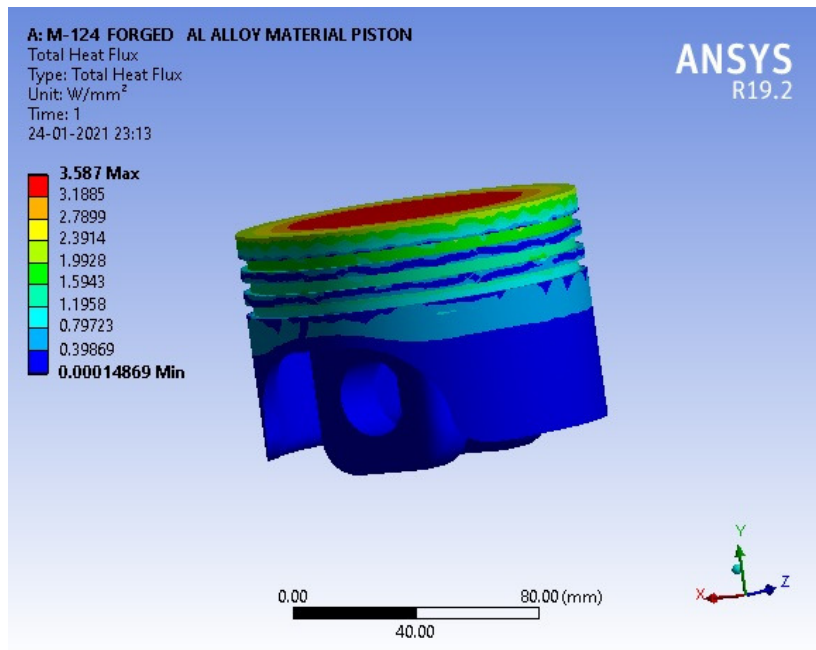 A: M-124 FORGED AL ALLOY MATERIAL PISTON
Total Heat Flux
Type: Total Heat Flux
Unit: W/mm²
Time: 1
24-01-2021 23:13
ANSYS
R19.2
3.587 Max
3.1885
2.7899
2.3914
1.9928
1.5943
1.1958
0.79723
0.39869
0.00014869 Min
0.00 80.00 (mm)
40.00
Y
X Z